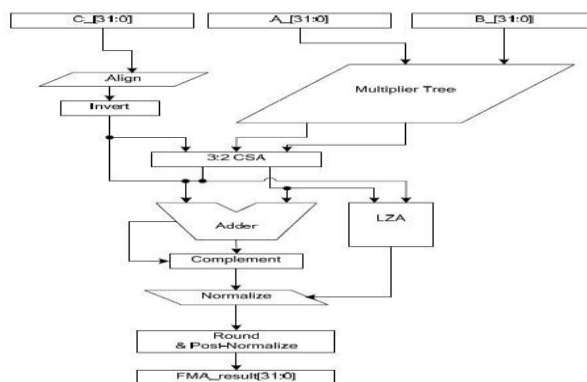 C_[31:0]
A_[31:0]
B_[31:0]
Align
Multiplier Tree
Invert
3:2 CSA
Adder
LZA
Complement
Normalize
Round
& Post-Normalize
FMA_result[31:0]